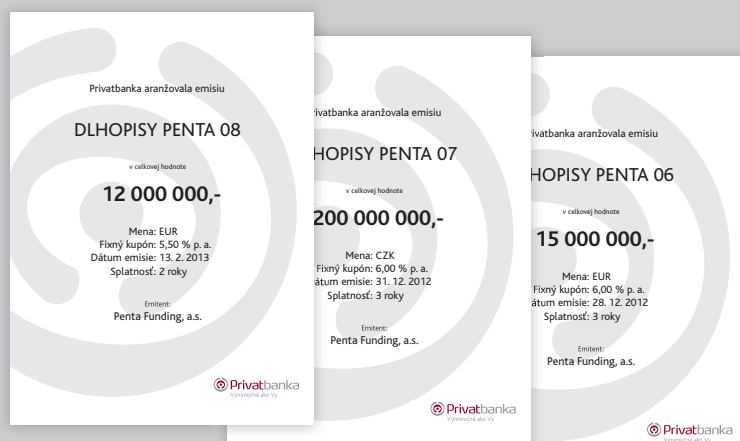 Privatbanka aranžovala emisiu
DLHOPISY PENTA 08
v celkovej hodnote
12 000 000,-
Mena: EUR
Fixný kupón: 5,50 % p. a.
Dátum emisie: 13. 2. 2013
Splatnosť: 2 roky
Emitent:
Penta Funding, a.s.
Privatbanka
Výnimočná ako Vy
rivatbanka aranžovala emisiu
HOPISY PENTA 07
v celkovej hodnote
200 000 000,-
Mena: CZK
Fixný kupón: 6,00 % p. a.
átum emisie: 31. 12. 2012
Splatnosť: 3 roky
Emitent:
Penta Funding, a.s.
Privatbanka
Výnimočná ako Vy
ivatbanka aranžovala emisiu
HOPISY PENTA 06
v celkovej hodnote
15 000 000,-
Mena: EUR
Fixný kupón: 6,00 % p. a.
átum emisie: 28. 12. 2012
Splatnosť: 3 roky
Emitent:
Penta Funding, a.s.
Privatbanka